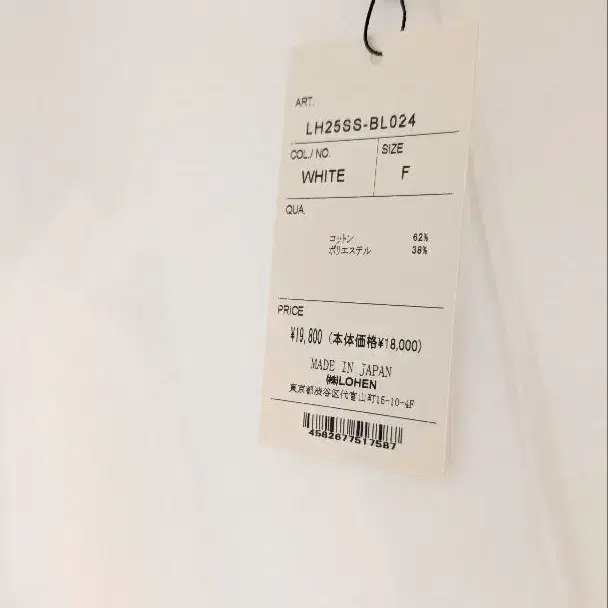 ART.
LH25SS-BL024
COL./NO. SIZE
WHITE F
QUA.
コットン 62%
ポリエステル 38%
PRICE
¥19,800 (本体価格¥18,000)
MADE IN JAPAN
㈱LOHEN
東京都渋谷区代官山町15-10-4F
4582677517587